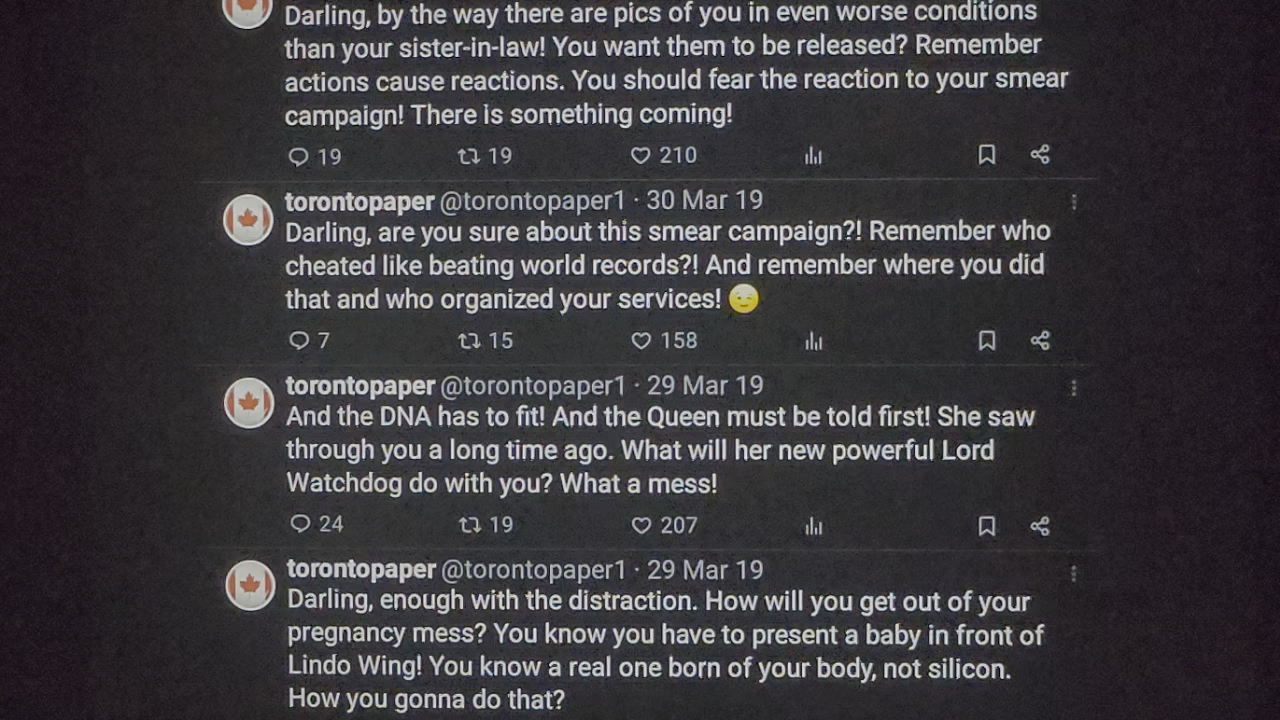 Darling, by the way there are pics of you in even worse conditions
than your sister-in-law! You want them to be released? Remember
actions cause reactions. You should fear the reaction to your smear
campaign! There is something coming!
19 19 210
torontopaper @torontopaper1 · 30 Mar 19
Darling, are you sure about this smear campaign?! Remember who
cheated like beating world records?! And remember where you did
that and who organized your services! 😉
7 15 158
torontopaper @torontopaper1 · 29 Mar 19
And the DNA has to fit! And the Queen must be told first! She saw
through you a long time ago. What will her new powerful Lord
Watchdog do with you? What a mess!
24 19 207
torontopaper @torontopaper1 · 29 Mar 19
Darling, enough with the distraction. How will you get out of your
pregnancy mess? You know you have to present a baby in front of
Lindo Wing! You know a real one born of your body, not silicon.
How you gonna do that?